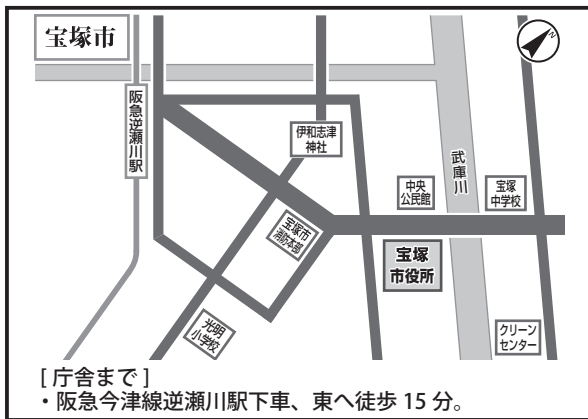 宝塚市
N
阪急逆瀬川駅
伊和志津
神社
武庫川
中央
公民館
宝塚
中学校
宝塚市
消防本部
宝塚
市役所
光明
小学校
クリーン
センター
[ 庁舎まで ]
・阪急今津線逆瀬川駅下車、東へ徒歩 15 分。